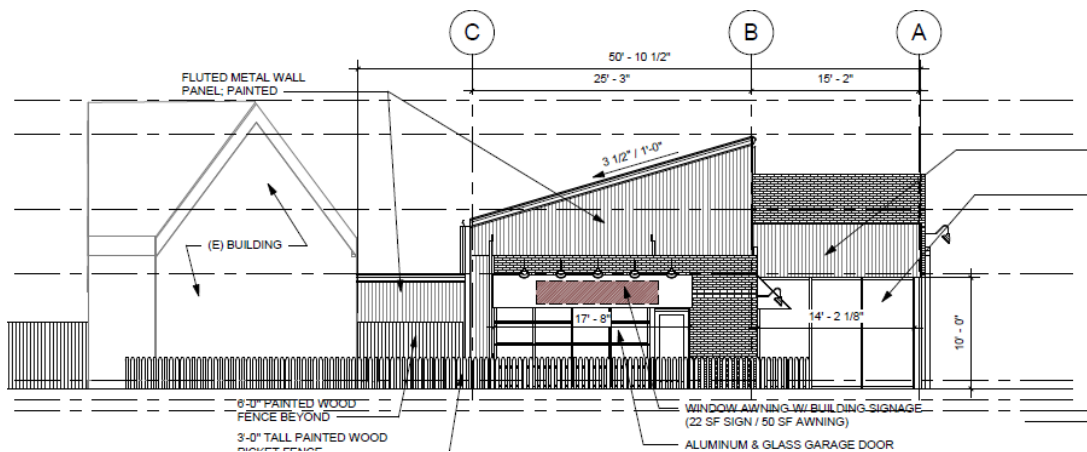 C
B
A
50' - 10 1/2"
25' - 3"
15' - 2"
FLUTED METAL WALL
PANEL; PAINTED
3 1/2" / 1'-0"
(E) BUILDING
17' - 8"
14' - 2 1/8"
10' - 0"
6'-0" PAINTED WOOD
FENCE BEYOND
3'-0" TALL PAINTED WOOD
PICKET FENCE
WINDOW AWNING W/ BUILDING SIGNAGE
(22 SF SIGN / 50 SF AWNING)
ALUMINUM & GLASS GARAGE DOOR